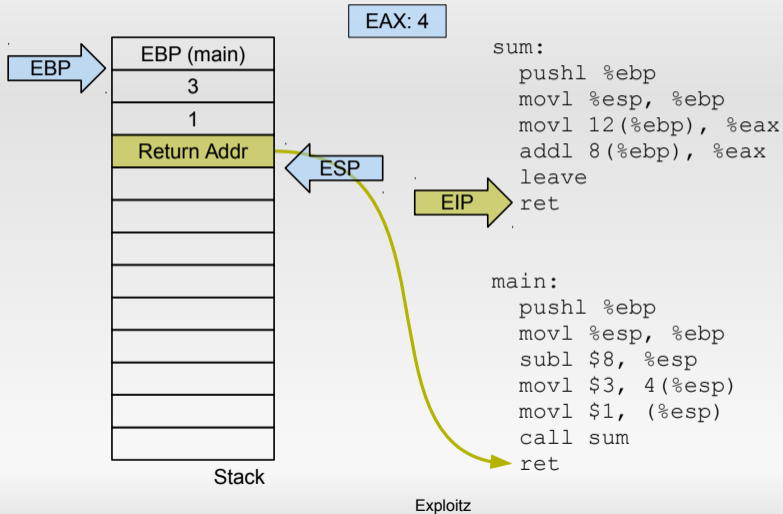 EAX: 4
EBP
EBP (main)
3
1
Return Addr
ESP
Stack
sum:
pushl %ebp
movl %esp, %ebp
movl 12(%ebp), %eax
addl 8(%ebp), %eax
leave
EIP
ret
main:
pushl %ebp
movl %esp, %ebp
subl $8, %esp
movl $3, 4(%esp)
movl $1, (%esp)
call sum
ret
Exploitz